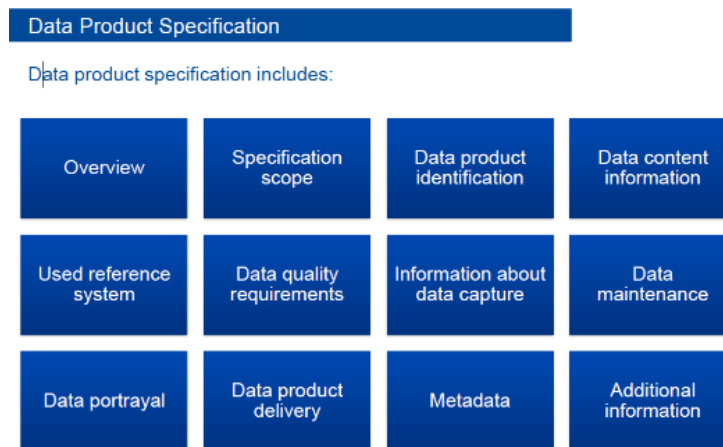 Data Product Specification
Data product specification includes:
Overview
Specification
scope
Data product
identification
Data content
information
Used reference
system
Data quality
requirements
Information about
data capture
Data
maintenance
Data portrayal
Data product
delivery
Metadata
Additional
information